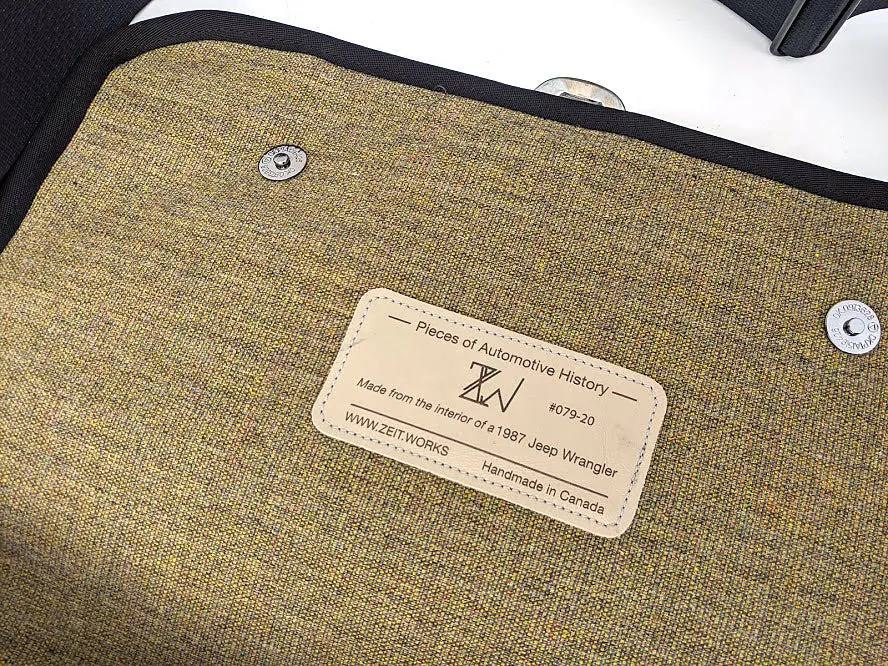 — Pieces of Automotive History —
ZW
#079-20
Made from the interior of a 1987 Jeep Wrangler
WWW.ZEIT.WORKS
Handmade in Canada